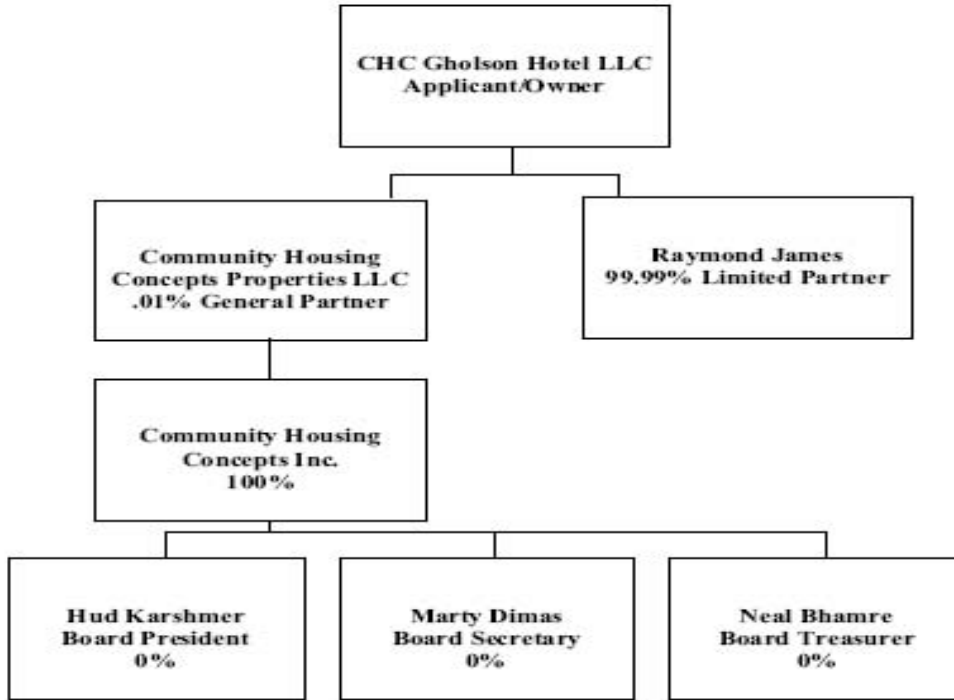 CHC Gholson Hotel LLC
Applicant/Owner
Community Housing
Concepts Properties LLC
.01% General Partner
Raymond James
99.99% Limited Partner
Community Housing
Concepts Inc.
100%
Hud Karshmer
Board President
0%
Marty Dimas
Board Secretary
0%
Neal Bhamre
Board Treasurer
0%